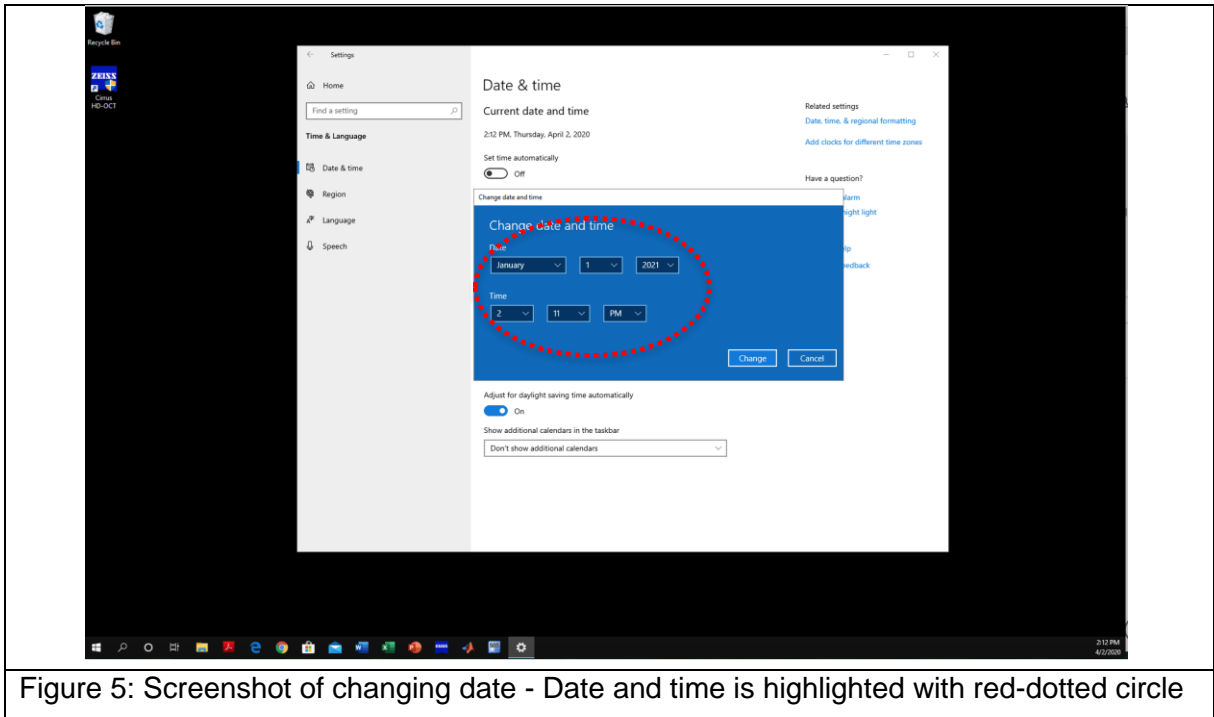 Recycle Bin
ZEISS
Cirrus
HD-OCT
Settings
Home
Find a setting
Time & Language
Date & time
Region
Language
Speech
Date & time
Current date and time
2:12 PM, Thursday, April 2, 2020
Set time automatically
Off
Related settings
Date, time, & regional formatting
Add clocks for different time zones
Have a question?
larm
night light
lp
edback
Change date and time
Change date and time
Date
January 1 2021
Time
2 11 PM
Change Cancel
Adjust for daylight saving time automatically
On
Show additional calendars in the taskbar
Don't show additional calendars
2:12 PM
4/2/2020
Figure 5: Screenshot of changing date - Date and time is highlighted with red-dotted circle